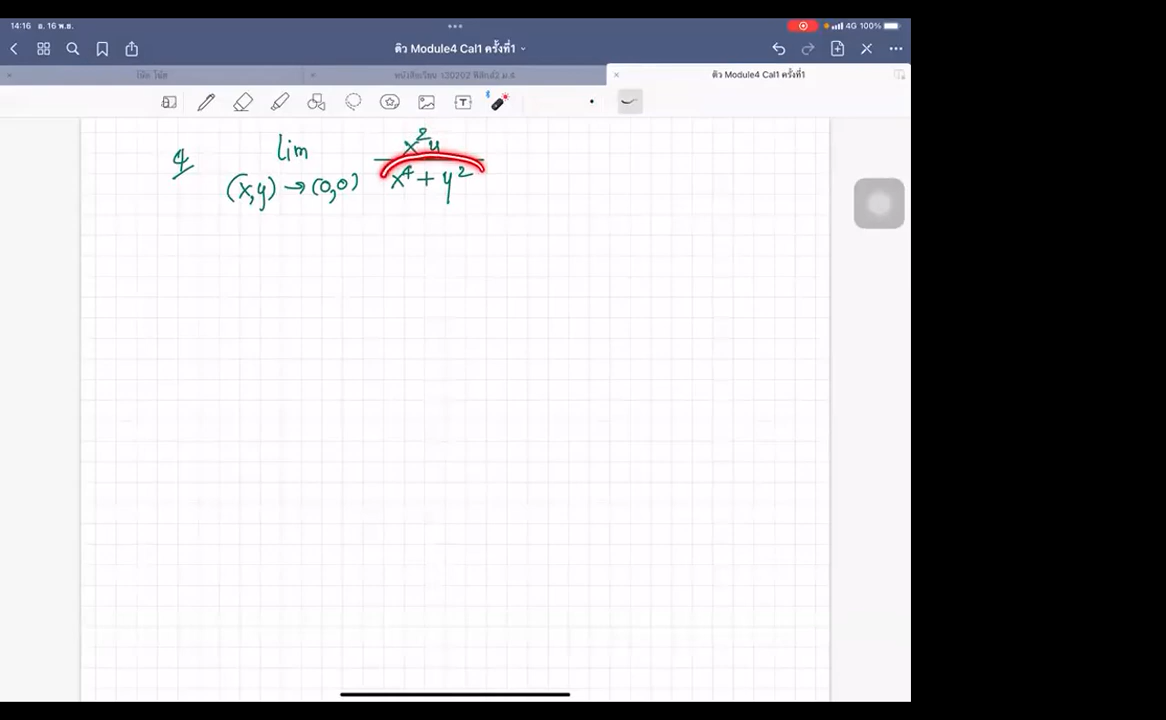 14:16 อ. 16 พ.ย.
4G 100%
ติว Module4 Cal1 ครั้งที่1
ติว Module4 Cal1 ครั้งที่1
T
4 lim x²y
(x,y) → (0,0) x⁴ + y²